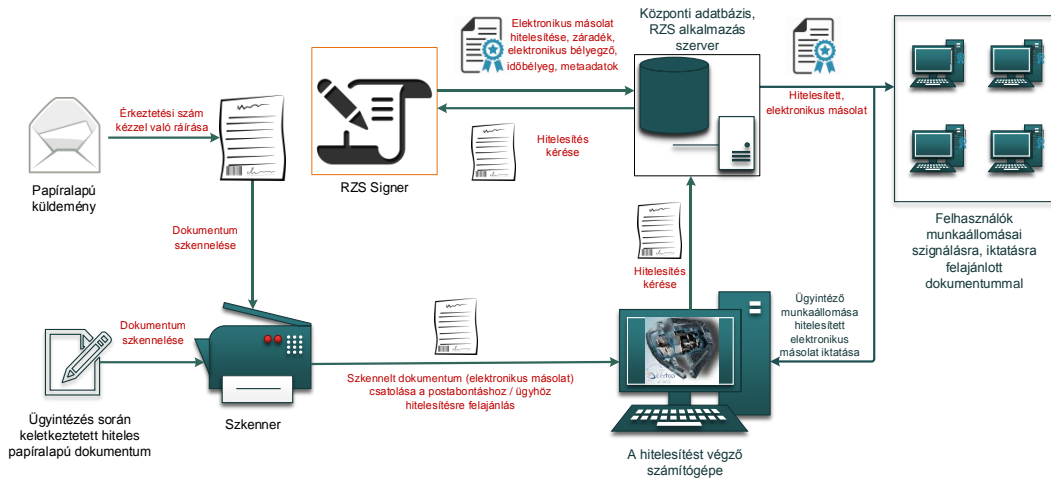 Elektronikus másolat
hitelesítése, záradék,
elektronikus bélyegző,
időbélyeg, metaadatok
Központi adatbázis,
RZS alkalmazás
szerver
Érkeztetési szám
kézzel való ráírása
Hitelesített,
elektronikus másolat
Hitelesítés
kérése
Papíralapú
küldemény
RZS Signer
Dokumentum
szkennelése
Felhasználók
munkaállomásai
szignálásra, iktatásra
felajánlott
dokumentummal
Hitelesítés
kérése
Ügyintéző
munkaállomása
hitelesített
elektronikus
másolat iktatása
Dokumentum
szkennelése
Szkennelt dokumentum (elektronikus másolat)
csatolása a postabontáshoz / ügyhöz
hitelesítésre felajánlás
Ügyintézés során
keletkeztetett hiteles
papíralapú dokumentum
Szkenner
A hitelesítést végző
számítógépe